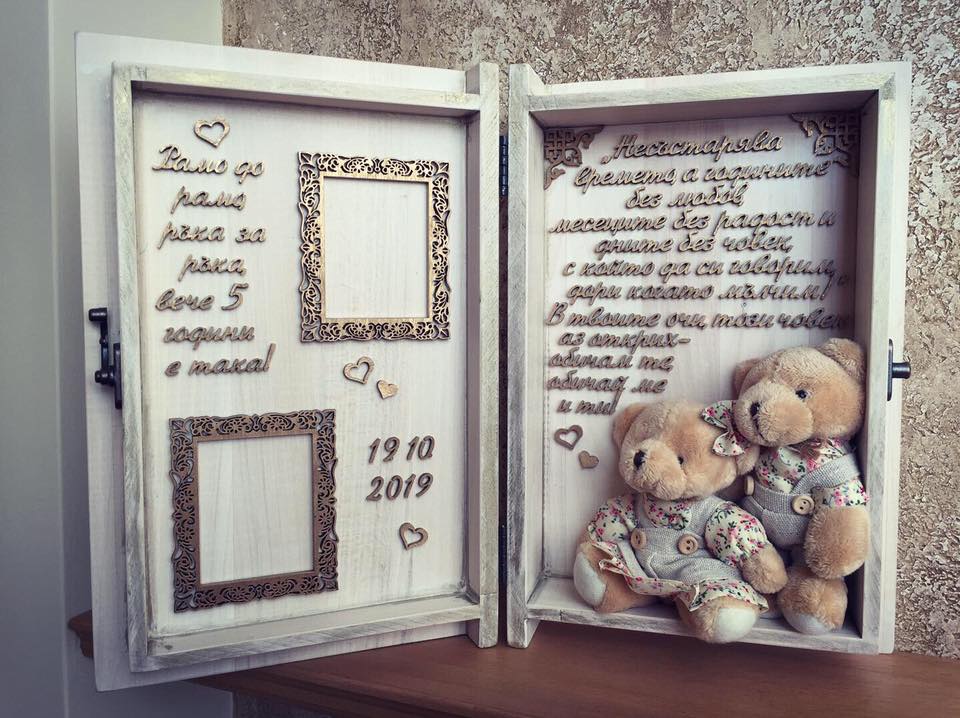 Рамо до
рамо,
ръка за
ръка,
вече 5
години
е така!
19 10.
2019
„Несъстарява
времето, а годините
без любов,
месеците без радост и
дните без човек,
с който да си говорим,
дори когато мълчим!"
В твоите очи, този човек
аз открих-
обичам те,
обичай ме
и ти!